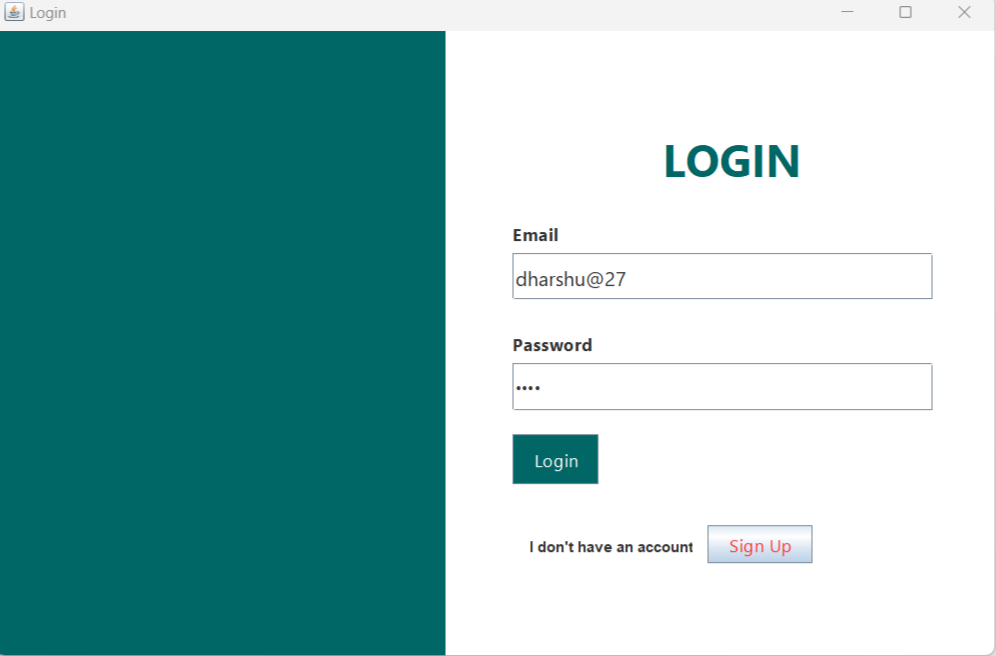 Login
LOGIN
Email
dharshu@27
Password
••••
Login
I don't have an account Sign Up